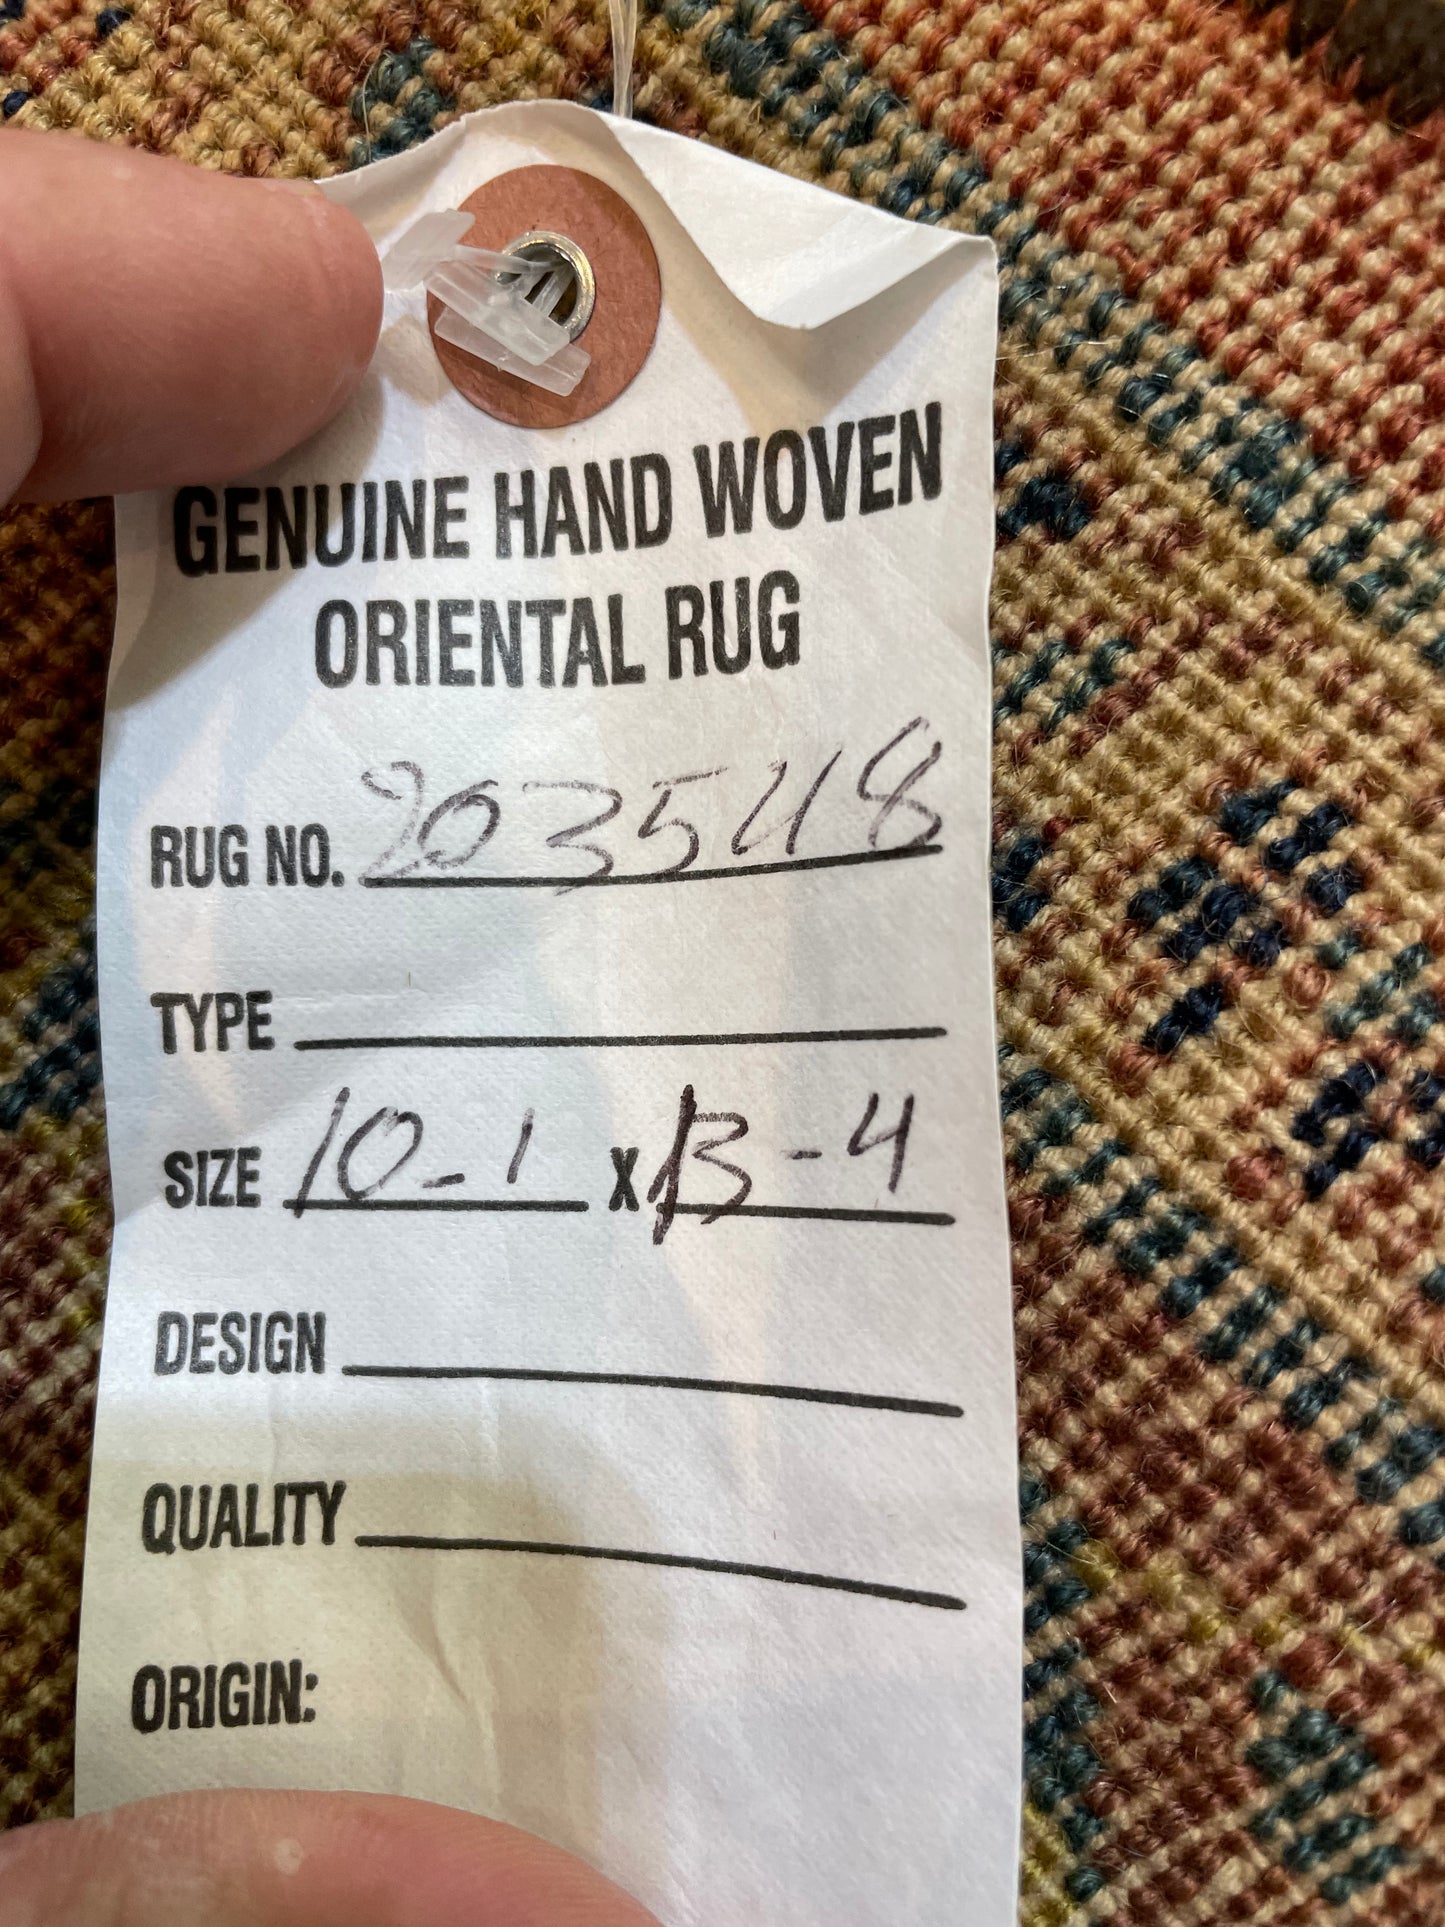 GENUINE HAND WOVEN
ORIENTAL RUG
RUG NO. 203548
TYPE
SIZE 10-1 X 13-4
DESIGN
QUALITY
ORIGIN: